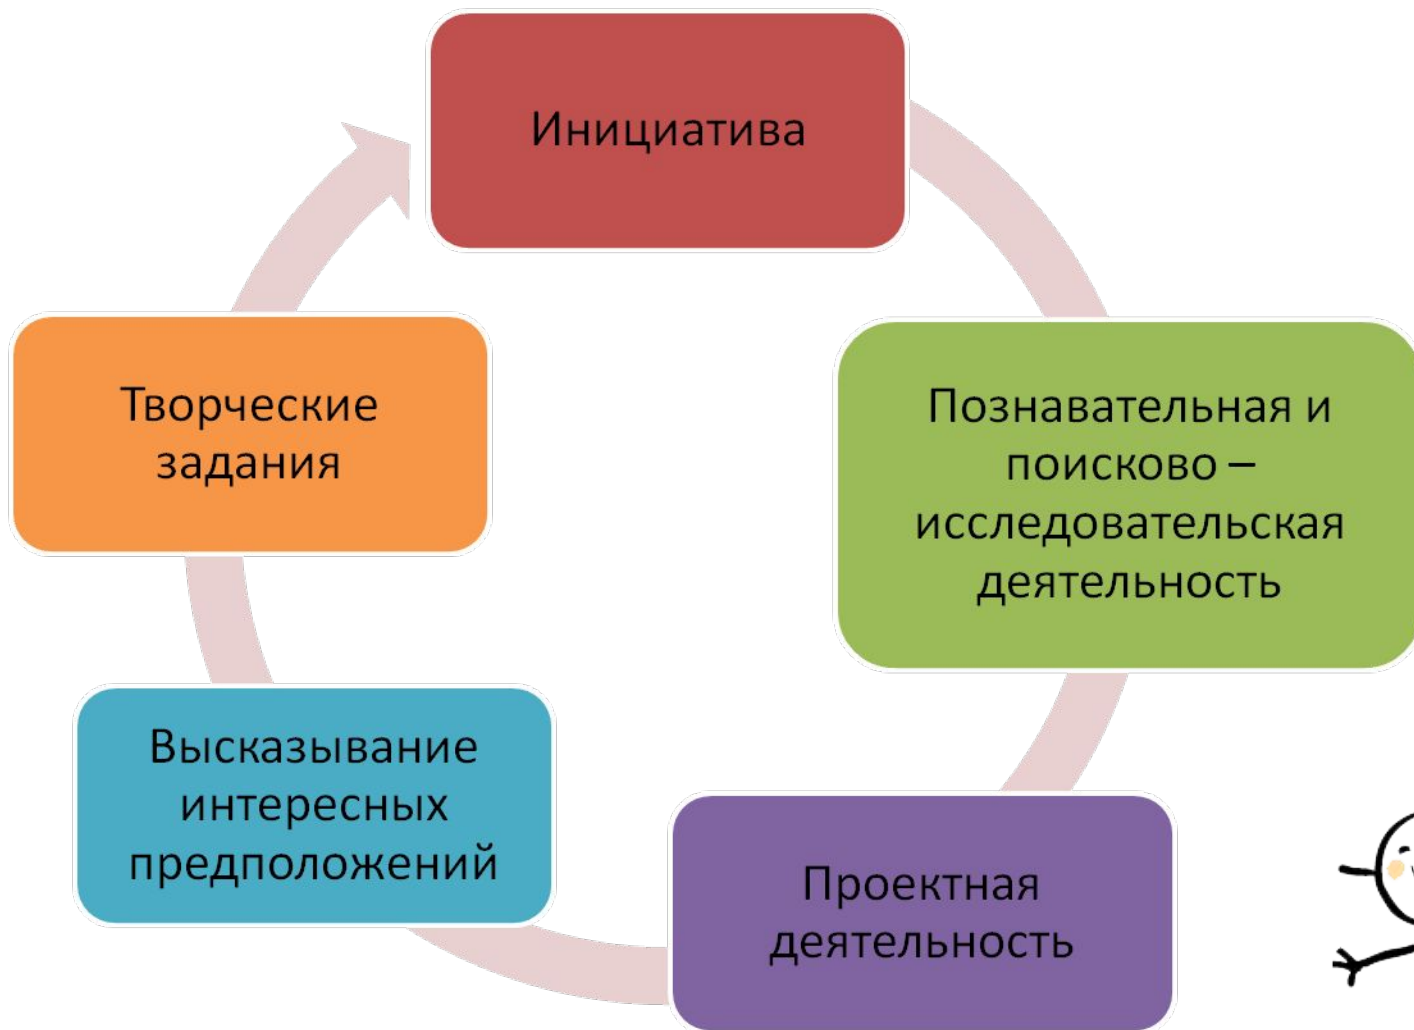 Инициатива
Познавательная и
поисково –
исследовательская
деятельность
Проектная
деятельность
Высказывание
интересных
предположений
Творческие
задания